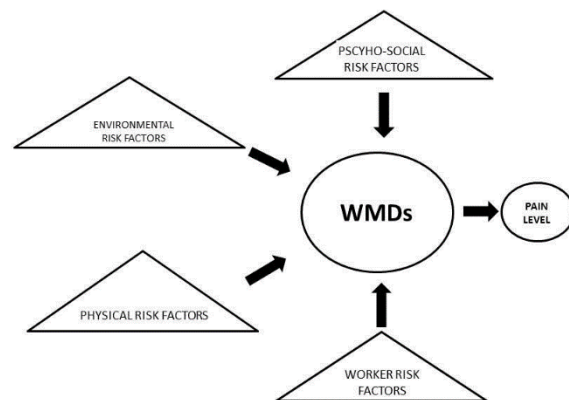 PSCYHO-SOCIAL
RISK FACTORS
ENVIRONMENTAL
RISK FACTORS
WMDs
PAIN
LEVEL
PHYSICAL RISK FACTORS
WORKER RISK
FACTORS